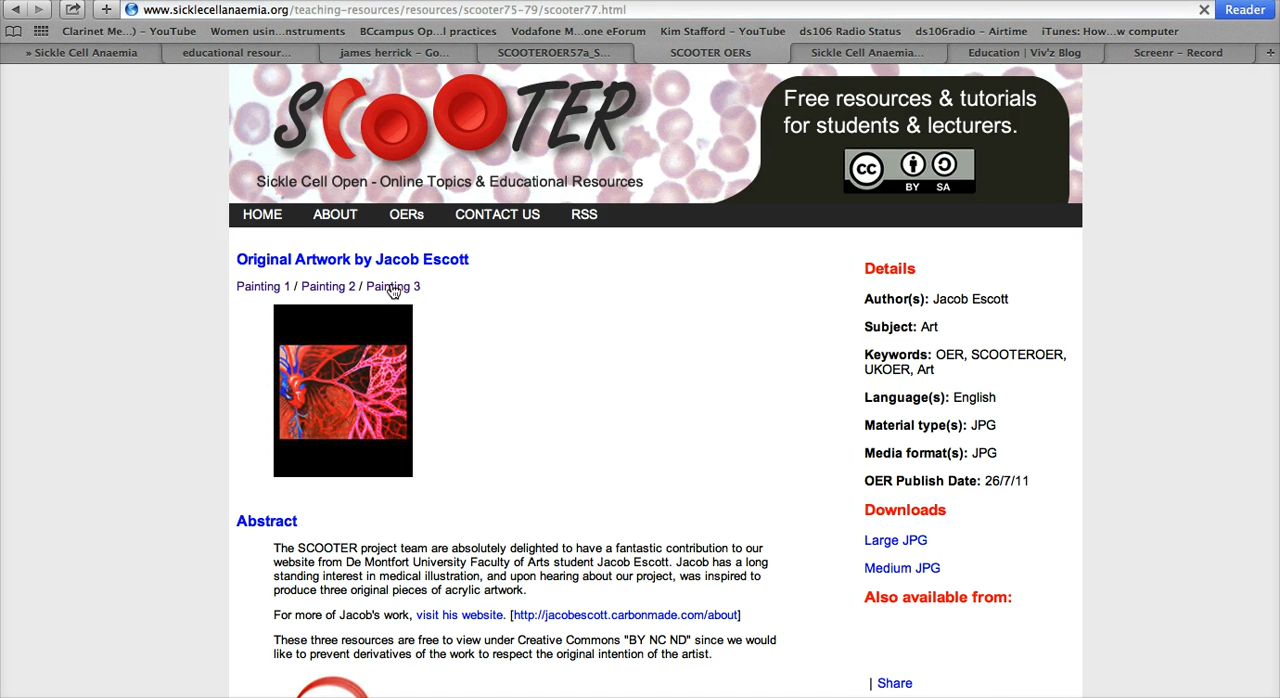 www.sicklecellanaemia.org/teaching-resources/resources/scooter75-79/scooter77.html
Reader
Clarinet Me...) – YouTube
Women usin...nstruments
BCcampus Op...l practices
Vodafone M...one eForum
Kim Stafford – YouTube
ds106 Radio Status
ds106radio – Airtime
iTunes: How...w computer
» Sickle Cell Anaemia
educational resour...
james herrick – Go...
SCOOTEROERS7a_S...
SCOOTER OERs
Sickle Cell Anaemia...
Education | Viv'z Blog
Screenr – Record
SCOOTER
Sickle Cell Open - Online Topics & Educational Resources
Free resources & tutorials
for students & lecturers.
cc
BY SA
HOME ABOUT OERs CONTACT US RSS
Original Artwork by Jacob Escott
Painting 1 / Painting 2 / Painting 3
Abstract
The SCOOTER project team are absolutely delighted to have a fantastic contribution to our
website from De Montfort University Faculty of Arts student Jacob Escott. Jacob has a long
standing interest in medical illustration, and upon hearing about our project, was inspired to
produce three original pieces of acrylic artwork.
For more of Jacob's work, visit his website. [http://jacobescott.carbonmade.com/about]
These three resources are free to view under Creative Commons "BY NC ND" since we would
like to prevent derivatives of the work to respect the original intention of the artist.
Details
Author(s): Jacob Escott
Subject: Art
Keywords: OER, SCOOTEROER,
UKOER, Art
Language(s): English
Material type(s): JPG
Media format(s): JPG
OER Publish Date: 26/7/11
Downloads
Large JPG
Medium JPG
Also available from:
| Share